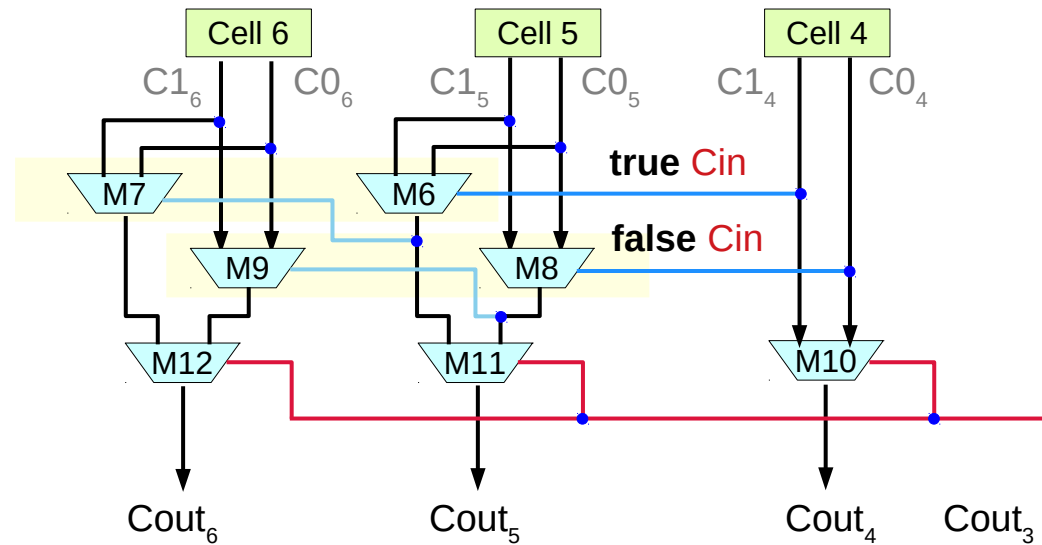 Cell 6 Cell 5 Cell 4
C1₆ C0₆ C1₅ C0₅ C1₄ C0₄
true Cin
M7 M6
false Cin
M9 M8
M12 M11 M10
Cout₆ Cout₅ Cout₄ Cout₃